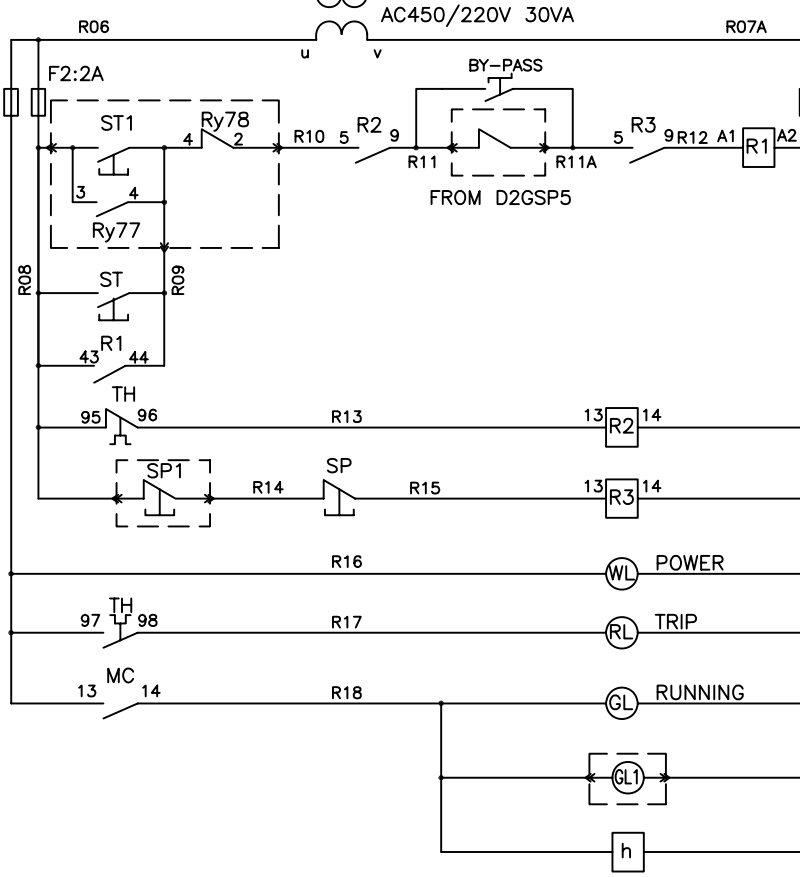 AC450/220V 30VA
R06
R07A
u
v
F2:2A
BY-PASS
ST1
Ry78
4
2
R10
5
R2
9
R11
R11A
5
R3
9
R12
A1
R1
A2
3
4
Ry77
FROM D2GSP5
R08
ST
R09
R1
43
44
TH
95
96
R13
13
R2
14
SP1
SP
R14
R15
13
R3
14
R16
WL
POWER
TH
97
98
R17
RL
TRIP
MC
13
14
R18
GL
RUNNING
GL1
h